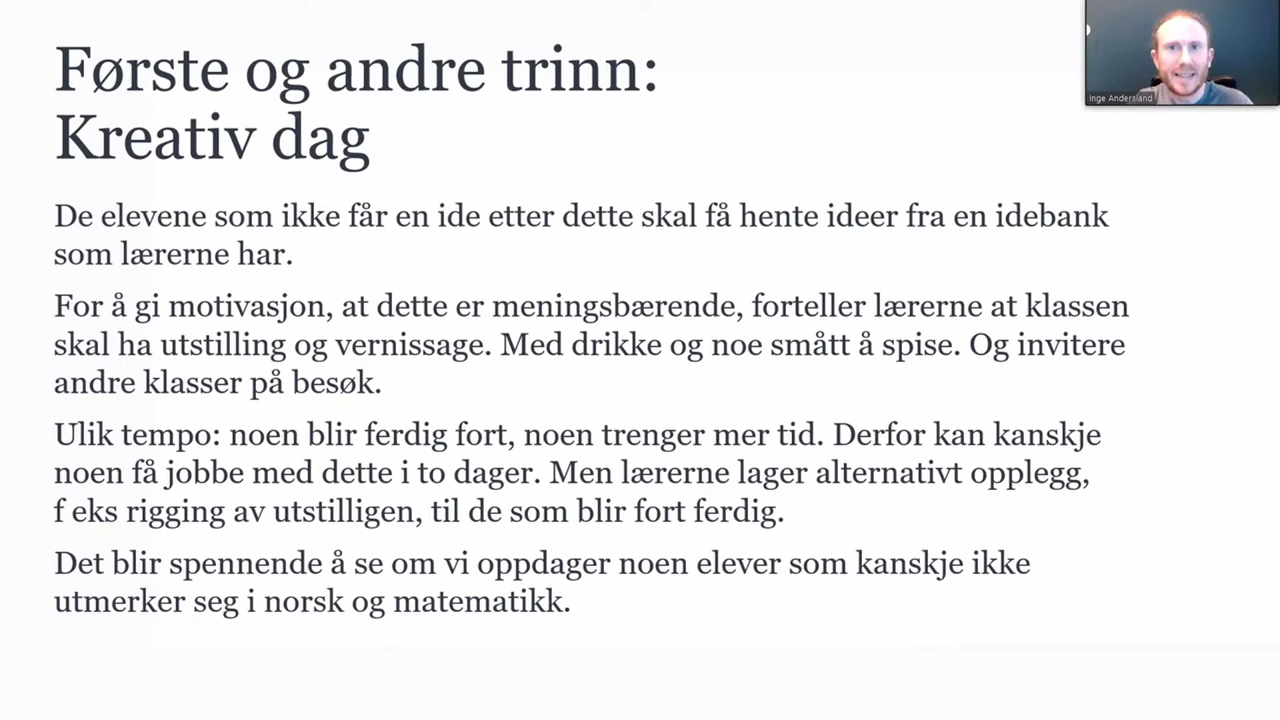 Første og andre trinn:
Kreativ dag
De elevene som ikke får en ide etter dette skal få hente ideer fra en idebank
som lærerne har.
For å gi motivasjon, at dette er meningsbærende, forteller lærerne at klassen
skal ha utstilling og vernissage. Med drikke og noe smått å spise. Og invitere
andre klasser på besøk.
Ulik tempo: noen blir ferdig fort, noen trenger mer tid. Derfor kan kanskje
noen få jobbe med dette i to dager. Men lærerne lager alternativt opplegg,
f eks rigging av utstilligen, til de som blir fort ferdig.
Det blir spennende å se om vi oppdager noen elever som kanskje ikke
utmerker seg i norsk og matematikk.
Inge Andersland